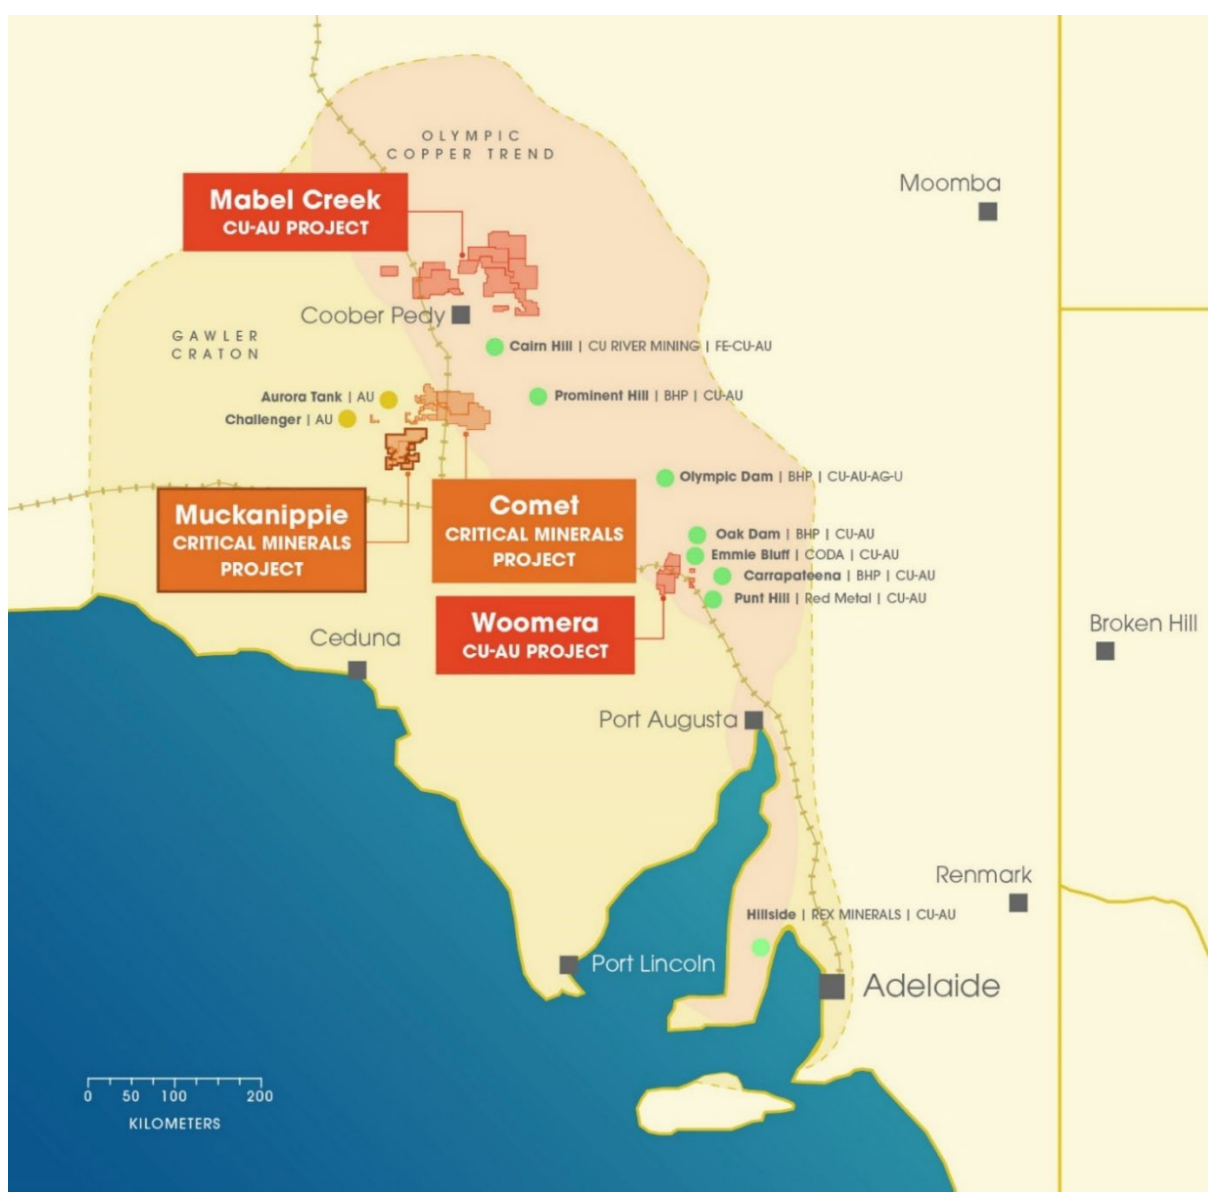 OLYMPIC
COPPER TREND
Moomba
Mabel Creek
CU-AU PROJECT
Coober Pedy
GAWLER
CRATON
Cairn Hill | CU RIVER MINING | FE-CU-AU
Aurora Tank | AU
Prominent Hill | BHP | CU-AU
Challenger | AU
Olympic Dam | BHP | CU-AU-AG-U
Muckanippie
CRITICAL MINERALS
PROJECT
Comet
CRITICAL MINERALS
PROJECT
Oak Dam | BHP | CU-AU
Emmie Bluff | CODA | CU-AU
Carrapateena | BHP | CU-AU
Punt Hill | Red Metal | CU-AU
Woomera
CU-AU PROJECT
Ceduna
Broken Hill
Port Augusta
Renmark
Hillside | REX MINERALS | CU-AU
Port Lincoln
Adelaide
0 50 100 200
KILOMETERS